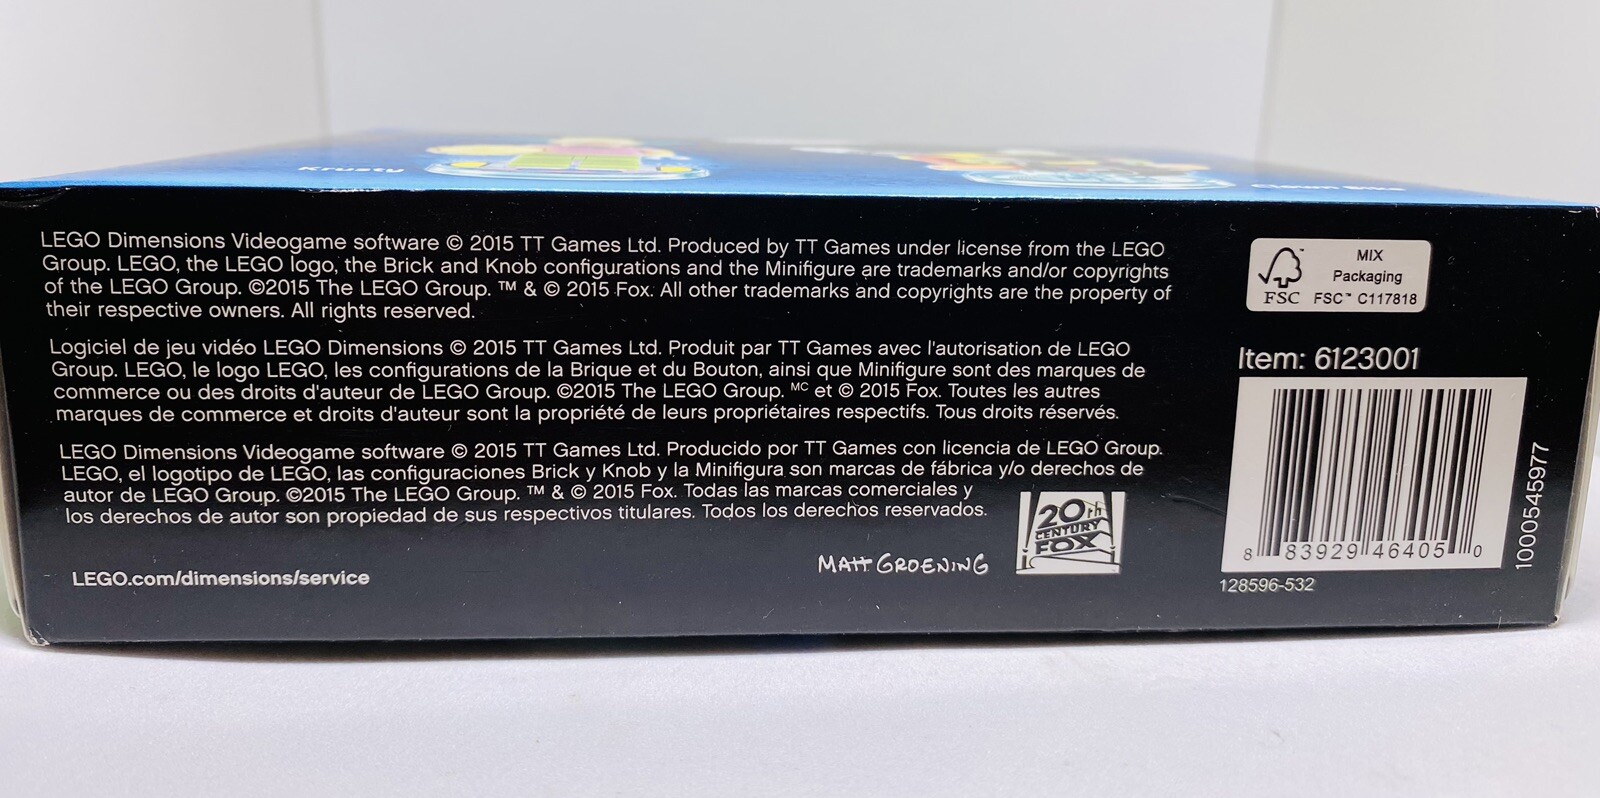 Krusty
Clown Bike
LEGO Dimensions Videogame software © 2015 TT Games Ltd. Produced by TT Games under license from the LEGO
Group. LEGO, the LEGO logo, the Brick and Knob configurations and the Minifigure are trademarks and/or copyrights
of the LEGO Group. ©2015 The LEGO Group. ™ & © 2015 Fox. All other trademarks and copyrights are the property of
their respective owners. All rights reserved.
Logiciel de jeu vidéo LEGO Dimensions © 2015 TT Games Ltd. Produit par TT Games avec l'autorisation de LEGO
Group. LEGO, le logo LEGO, les configurations de la Brique et du Bouton, ainsi que Minifigure sont des marques de
commerce ou des droits d'auteur de LEGO Group. ©2015 The LEGO Group. MC et © 2015 Fox. Toutes les autres
marques de commerce et droits d'auteur sont la propriété de leurs propriétaires respectifs. Tous droits réservés.
LEGO Dimensions Videogame software © 2015 TT Games Ltd. Producido por TT Games con licencia de LEGO Group.
LEGO, el logotipo de LEGO, las configuraciones Brick y Knob y la Minifigura son marcas de fábrica y/o derechos de
autor de LEGO Group. ©2015 The LEGO Group. ™ & © 2015 Fox. Todas las marcas comerciales y
los derechos de autor son propiedad de sus respectivos titulares. Todos los derechos reservados.
LEGO.com/dimensions/service
MATT GROENING
20th
CENTURY
FOX
FSC
MIX
Packaging
FSC™ C117818
Item: 6123001
8 83929 46405 0
128596-532
1000545977